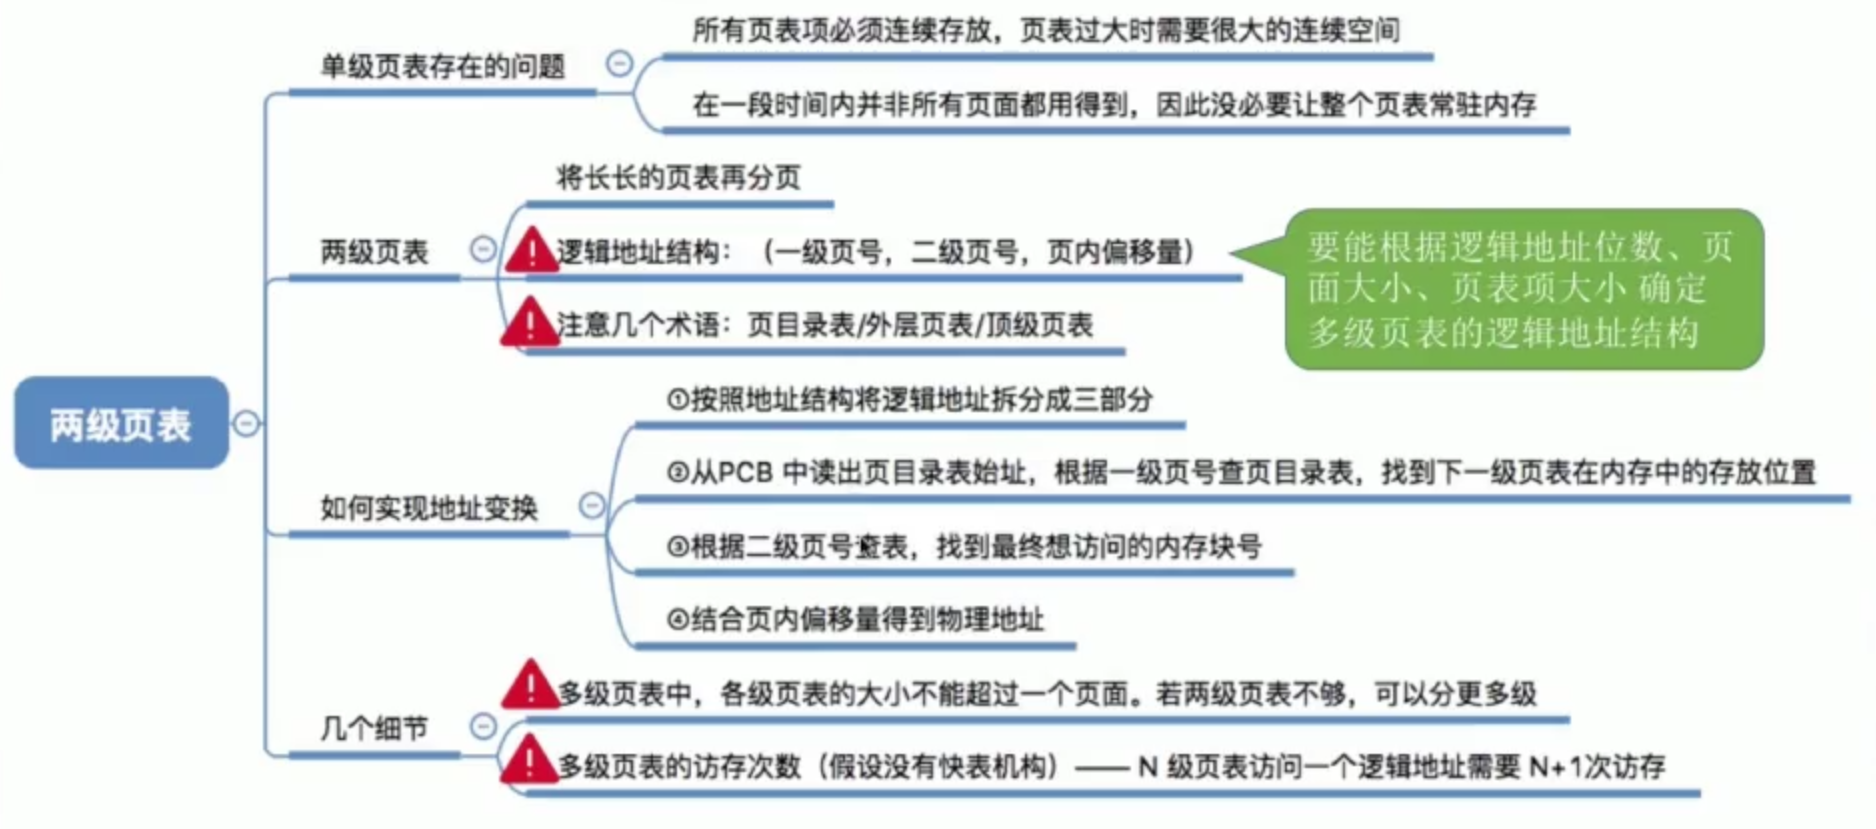 所有页表项必须连续存放，页表过大时需要很大的连续空间
单级页表存在的问题
在一段时间内并非所有页面都用得到，因此没必要让整个页表常驻内存
将长长的页表再分页
两级页表
逻辑地址结构：（一级页号，二级页号，页内偏移量）
要能根据逻辑地址位数、页
面大小、页表项大小 确定
多级页表的逻辑地址结构
注意几个术语：页目录表/外层页表/顶级页表
两级页表
①按照地址结构将逻辑地址拆分成三部分
②从PCB 中读出页目录表始址，根据一级页号查页目录表，找到下一级页表在内存中的存放位置
如何实现地址变换
③根据二级页号查表，找到最终想访问的内存块号
④结合页内偏移量得到物理地址
多级页表中，各级页表的大小不能超过一个页面。若两级页表不够，可以分更多级
几个细节
多级页表的访存次数（假设没有快表机构）—— N 级页表访问一个逻辑地址需要 N+1次访存